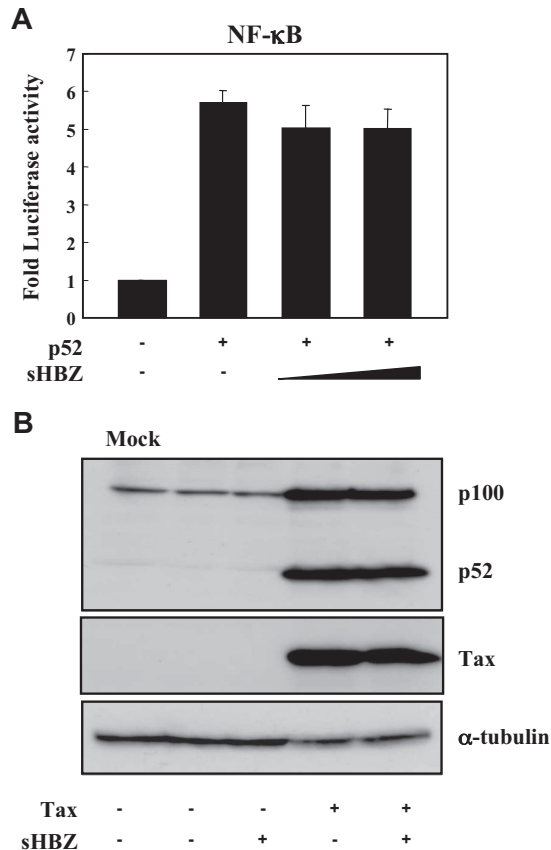 A
NF-κB
Fold Luciferase activity
7
6
5
4
3
2
1
0
p52 - + + +
sHBZ - -
B
Mock
p100
p52
Tax
α-tubulin
Tax - - - + +
sHBZ - - + - +